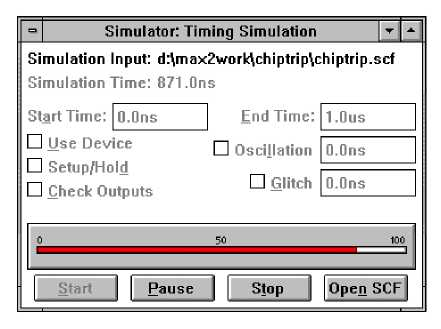 Simulator: Timing Simulation
Simulation Input: d:\max2work\chiptrip\chiptrip.scf
Simulation Time: 871.0ns
Start Time: 0.0ns End Time: 1.0us
Use Device Oscillation 0.0ns
Setup/Hold
Glitch 0.0ns
Check Outputs
0 50 100
Start Pause Stop Open SCF